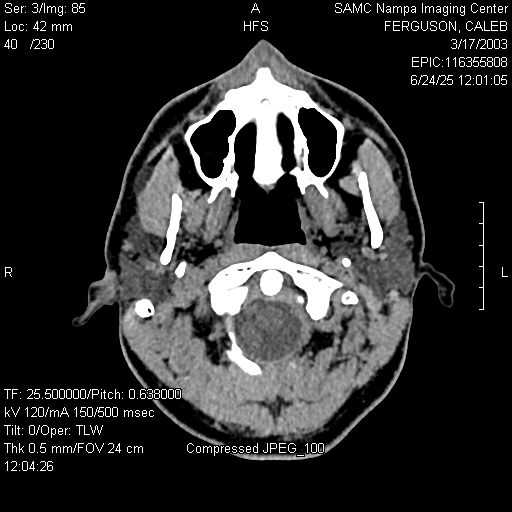 Ser: 3/Img: 85
Loc: 42 mm
40 /230
A
HFS
SAMC Nampa Imaging Center
FERGUSON, CALEB
3/17/2003
EPIC:116355808
6/24/25 12:01:05
R
L
TF: 25.500000/Pitch: 0.638000
kV 120/mA 150/500 msec
Tilt: 0/Oper: TLW
Thk 0.5 mm/FOV 24 cm
12:04:26
Compressed JPEG_100